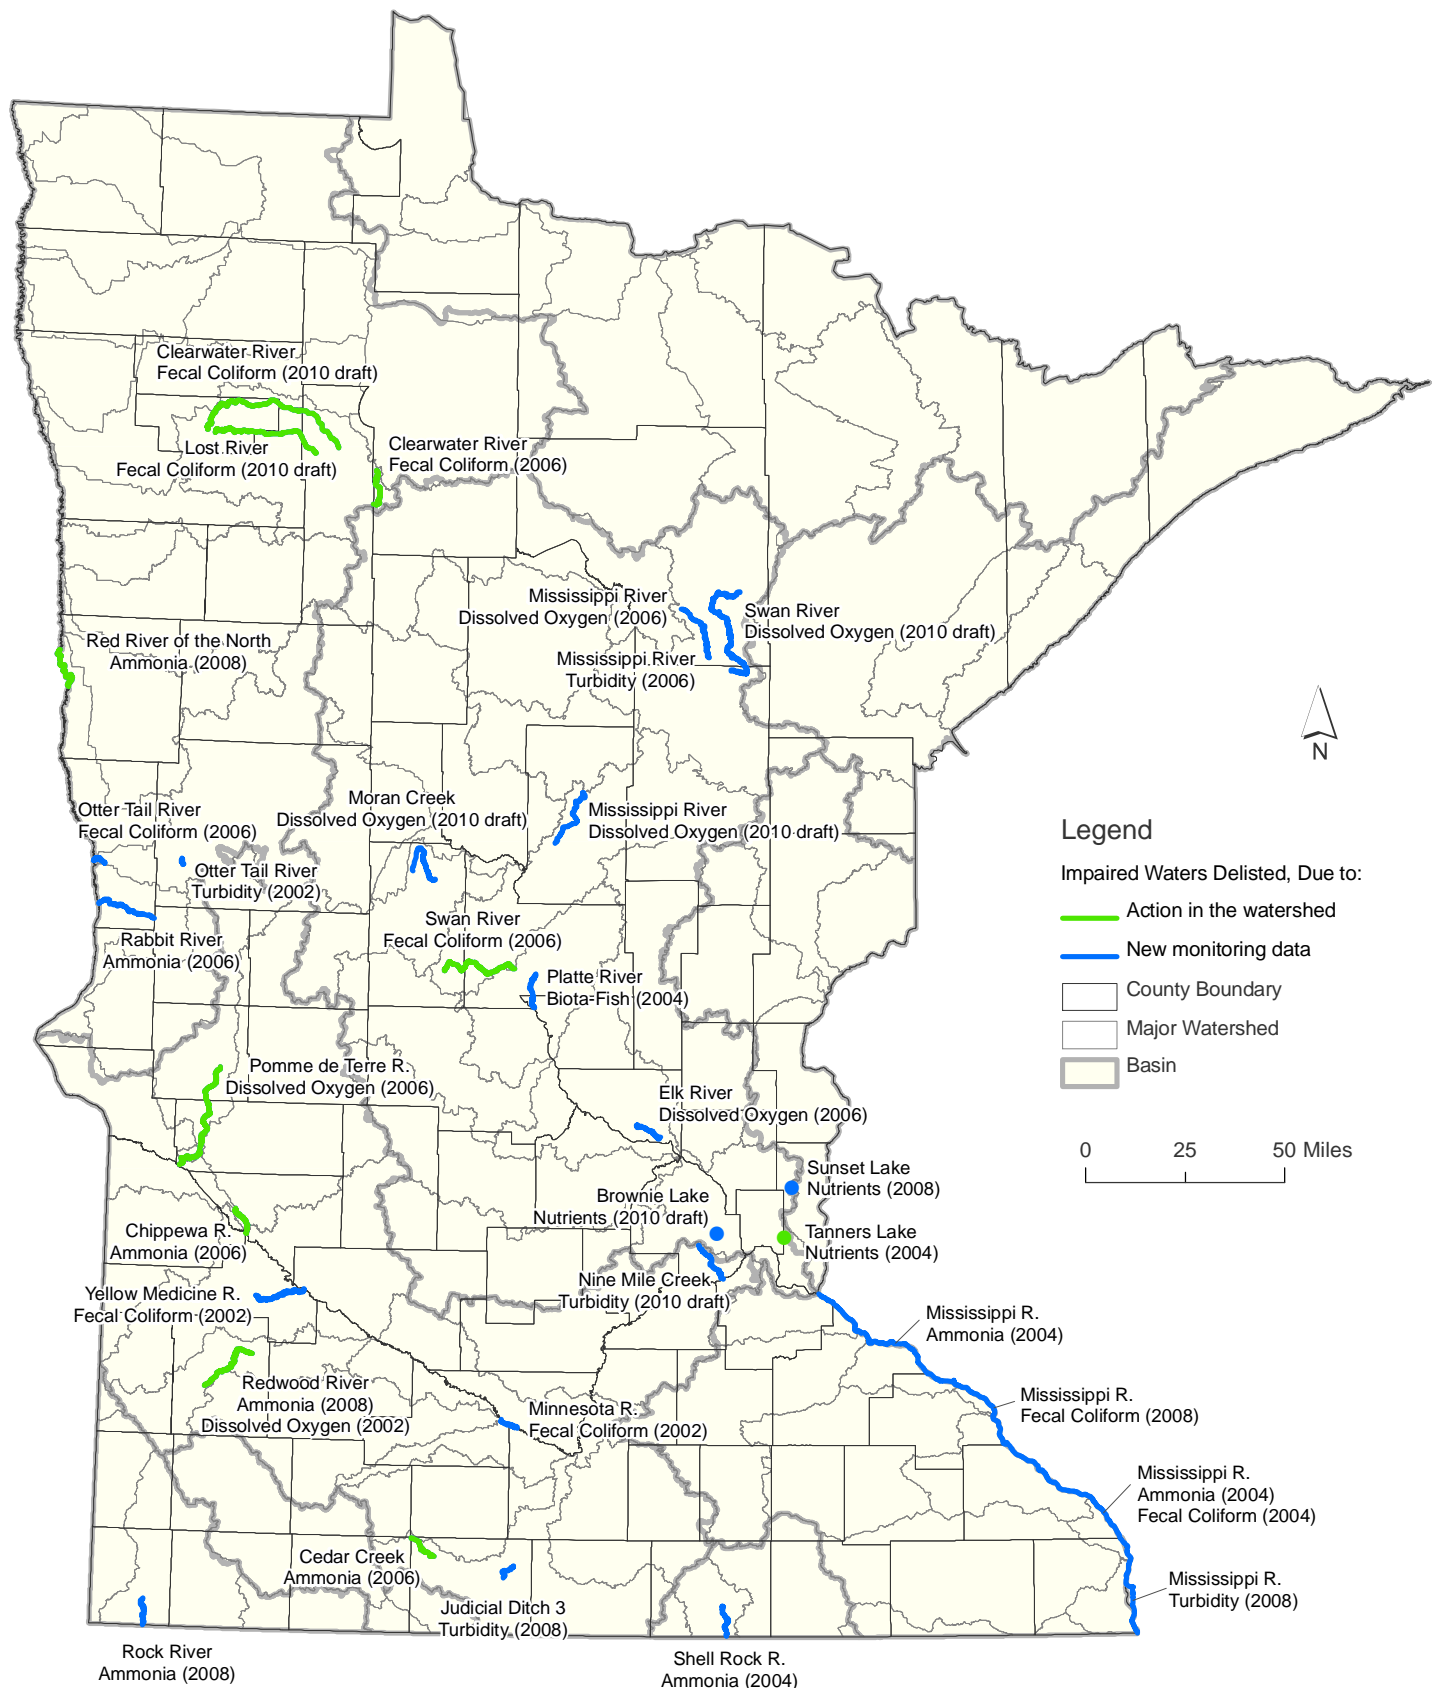 Clearwater River
Fecal Coliform (2010 draft)
Lost River
Fecal Coliform (2010 draft)
Clearwater River
Fecal Coliform (2006)
Mississippi River
Dissolved Oxygen (2006)
Swan River
Dissolved Oxygen (2010 draft)
Mississippi River
Turbidity (2006)
Red River of the North
Ammonia (2008)
N
Otter Tail River
Fecal Coliform (2006)
Moran Creek
Dissolved Oxygen (2010 draft)
Mississippi River
Dissolved Oxygen (2010 draft)
Otter Tail River
Turbidity (2002)
Rabbit River
Ammonia (2006)
Swan River
Fecal Coliform (2006)
Platte River
Biota-Fish (2004)
Legend
Impaired Waters Delisted, Due to:
Action in the watershed
New monitoring data
County Boundary
Major Watershed
Basin
0 25 50 Miles
Pomme de Terre R.
Dissolved Oxygen (2006)
Elk River
Dissolved Oxygen (2006)
Sunset Lake
Nutrients (2008)
Brownie Lake
Nutrients (2010 draft)
Tanners Lake
Nutrients (2004)
Chippewa R.
Ammonia (2006)
Nine Mile Creek
Turbidity (2010 draft)
Yellow Medicine R.
Fecal Coliform (2002)
Mississippi R.
Ammonia (2004)
Redwood River
Ammonia (2008)
Dissolved Oxygen (2002)
Minnesota R.
Fecal Coliform (2002)
Mississippi R.
Fecal Coliform (2008)
Mississippi R.
Ammonia (2004)
Fecal Coliform (2004)
Cedar Creek
Ammonia (2006)
Judicial Ditch 3
Turbidity (2008)
Mississippi R.
Turbidity (2008)
Rock River
Ammonia (2008)
Shell Rock R.
Ammonia (2004)